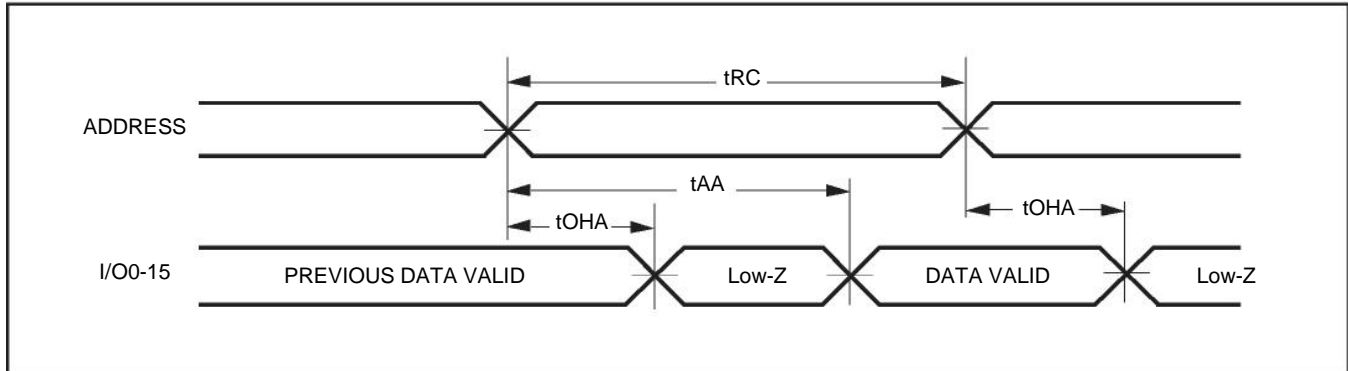 tRC
ADDRESS
tAA
tOHA
tOHA
I/O0-15
PREVIOUS DATA VALID
Low-Z
DATA VALID
Low-Z